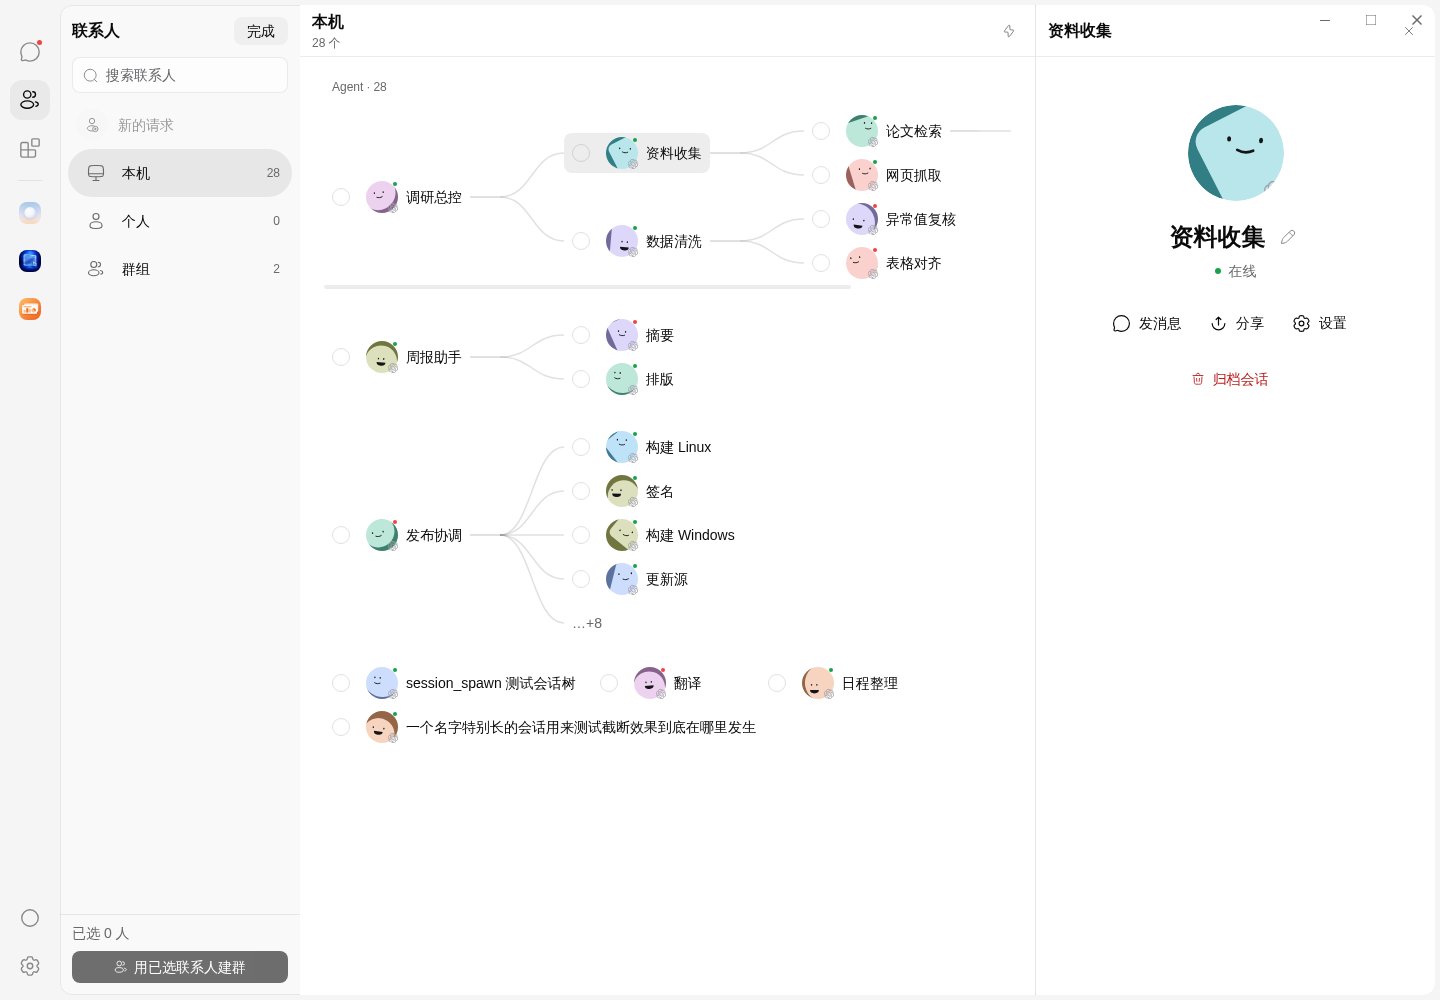 联系人
完成
搜索联系人
新的请求
本机 28
个人 0
群组 2
已选 0 人
用已选联系人建群
本机
28 个
Agent · 28
调研总控
资料收集
数据清洗
论文检索
网页抓取
异常值复核
表格对齐
周报助手
摘要
排版
发布协调
构建 Linux
签名
构建 Windows
更新源
…+8
session_spawn 测试会话树
翻译
日程整理
一个名字特别长的会话用来测试截断效果到底在哪里发生
资料收集
资料收集
在线
发消息
分享
设置
归档会话